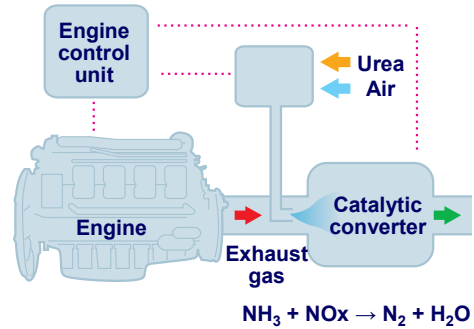 Engine
control
unit
Urea
Air
Engine
Exhaust
gas
Catalytic
converter
NH₃ + NOx → N₂ + H₂O